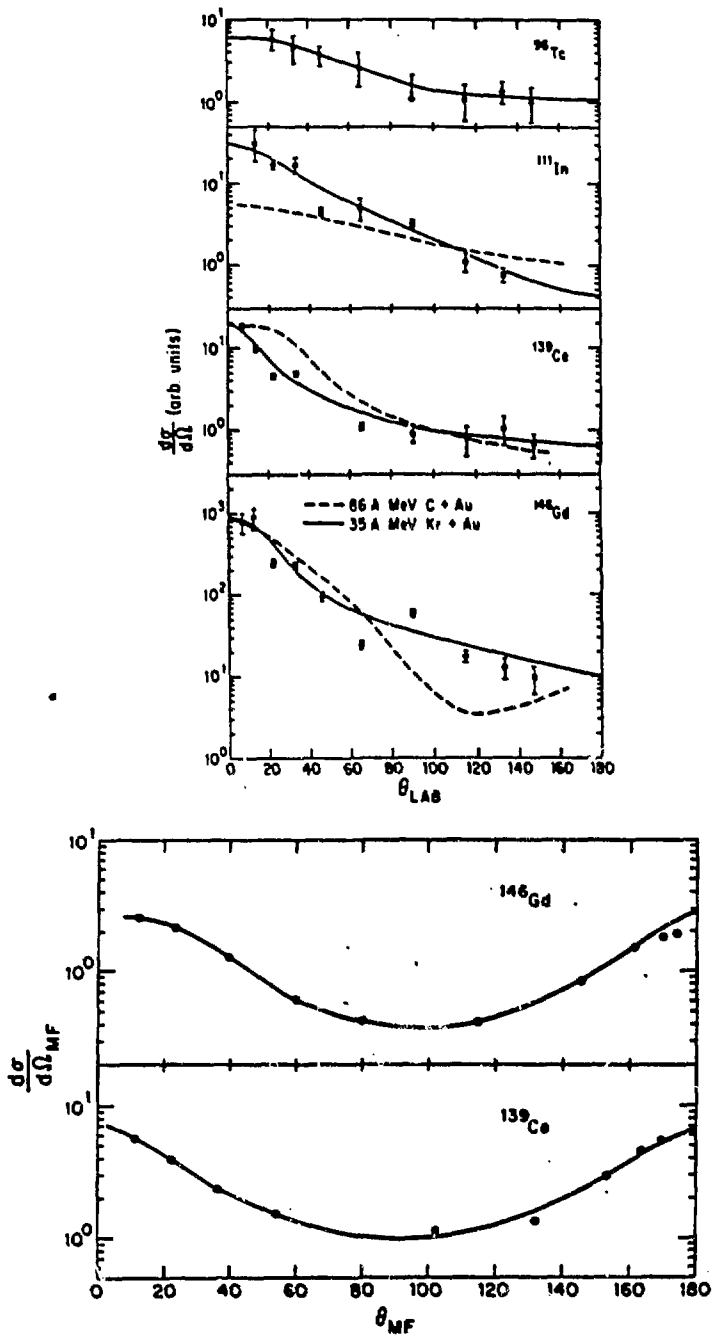 10¹
⁹⁶Tc
10⁰
¹¹¹In
10¹
10⁰
¹³⁹Ce
10¹
10⁰
dσ/dΩ (arb. units)
¹⁴⁶Gd
10³
86A MeV C + Au
35A MeV Kr + Au
10²
10¹
10⁰
0 20 40 60 80 100 120 140 160 180
θLAB
10¹
¹⁴⁶Gd
10⁰
dσ/dΩMF
10¹
¹³⁹Ce
10⁰
0 20 40 60 80 100 120 140 160 180
θMF